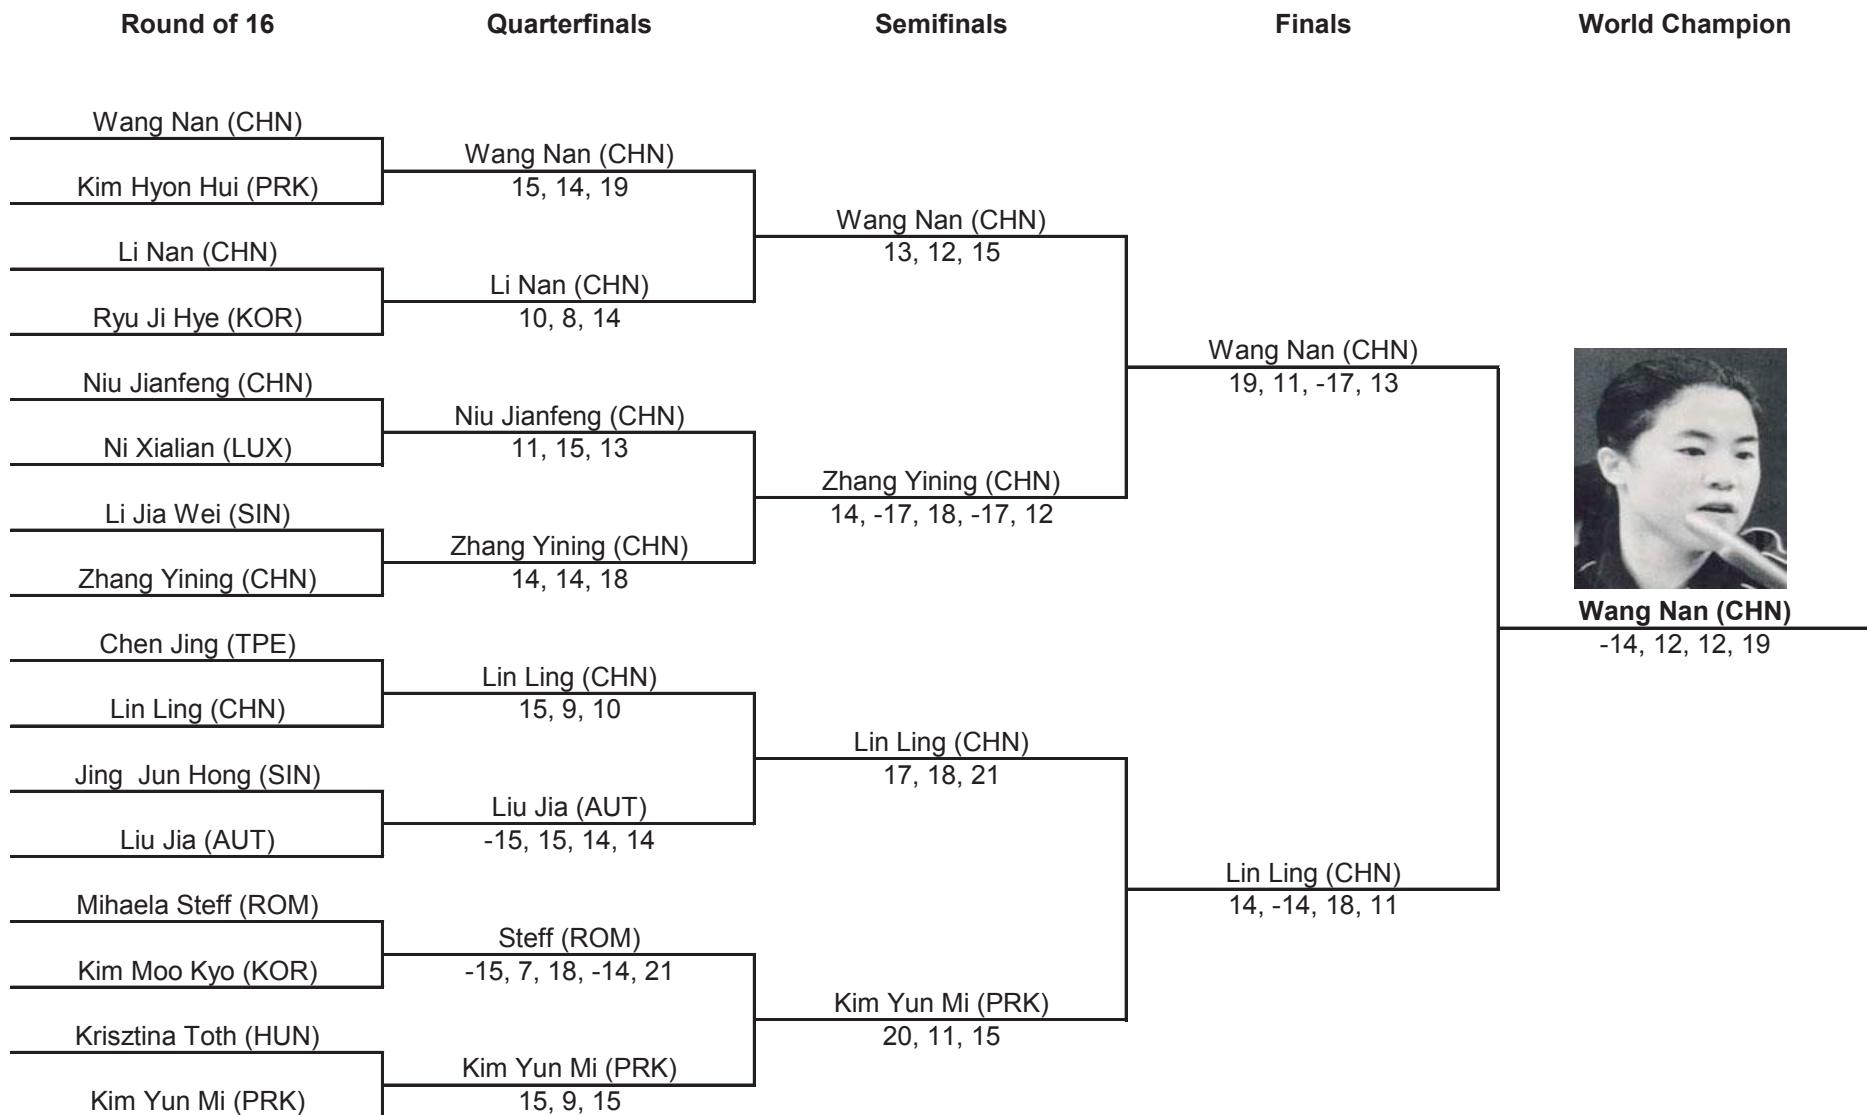 Round of 16
Quarterfinals
Semifinals
Finals
World Champion
Wang Nan (CHN)
Kim Hyon Hui (PRK)
Li Nan (CHN)
Ryu Ji Hye (KOR)
Niu Jianfeng (CHN)
Ni Xialian (LUX)
Li Jia Wei (SIN)
Zhang Yining (CHN)
Chen Jing (TPE)
Lin Ling (CHN)
Jing Jun Hong (SIN)
Liu Jia (AUT)
Mihaela Steff (ROM)
Kim Moo Kyo (KOR)
Krisztina Toth (HUN)
Kim Yun Mi (PRK)
Wang Nan (CHN)
15, 14, 19
Li Nan (CHN)
10, 8, 14
Niu Jianfeng (CHN)
11, 15, 13
Zhang Yining (CHN)
14, 14, 18
Lin Ling (CHN)
15, 9, 10
Liu Jia (AUT)
-15, 15, 14, 14
Steff (ROM)
-15, 7, 18, -14, 21
Kim Yun Mi (PRK)
15, 9, 15
Wang Nan (CHN)
13, 12, 15
Zhang Yining (CHN)
14, -17, 18, -17, 12
Lin Ling (CHN)
17, 18, 21
Kim Yun Mi (PRK)
20, 11, 15
Wang Nan (CHN)
19, 11, -17, 13
Lin Ling (CHN)
14, -14, 18, 11
Wang Nan (CHN)
-14, 12, 12, 19